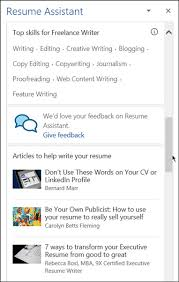 Resume Assistant
Top skills for Freelance Writer
Writing · Editing · Creative Writing · Blogging ·
Copy Editing · Copywriting · Journalism ·
Proofreading · Web Content Writing ·
Feature Writing
We'd love your feedback on Resume
Assistant.
Give feedback
Articles to help write your resume
Don't Use These Words on Your CV or
LinkedIn Profile
Bernard Marr
Be Your Own Publicist: How to use
your resume to really sell yourself
Carolyn Betts Fleming
7 ways to transform your Executive
Resume from good to great
Rebecca Bosl, MBA, 9X Certified Executive
Resume Writer